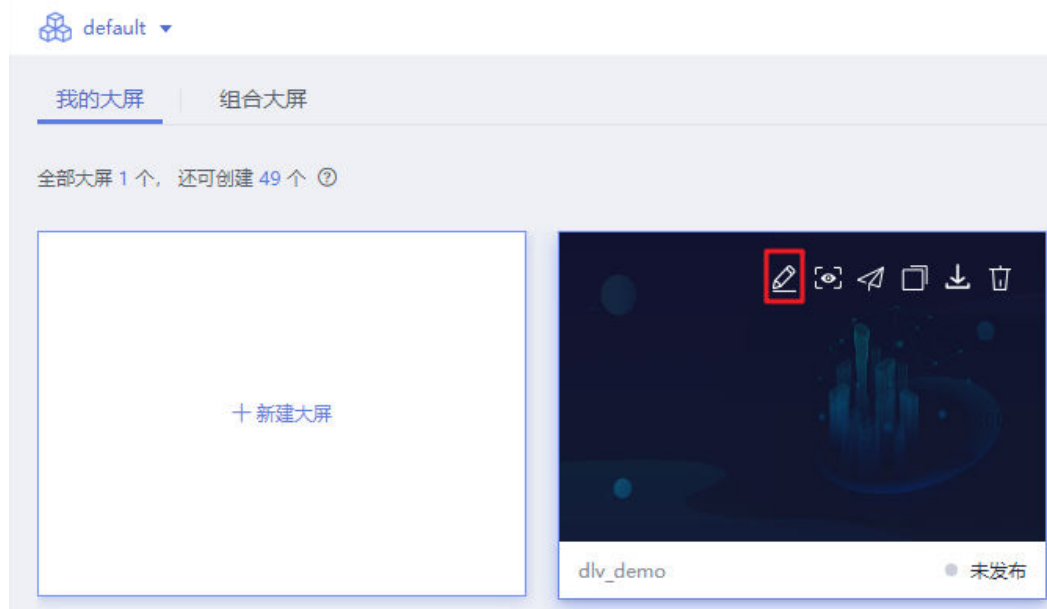 default
我的大屏 组合大屏
全部大屏 1 个, 还可创建 49 个 ?
十新建大屏
dlv_demo 未发布